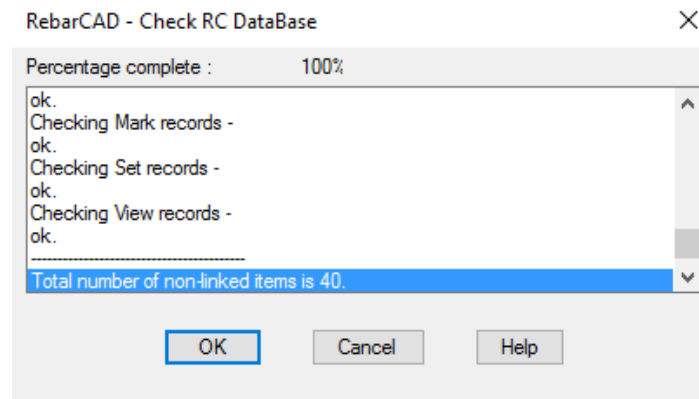 RebarCAD - Check RC DataBase
Percentage complete : 100%
ok.
Checking Mark records -
ok.
Checking Set records -
ok.
Checking View records -
ok.
----------------------------------------
Total number of non-linked items is 40.
OK Cancel Help